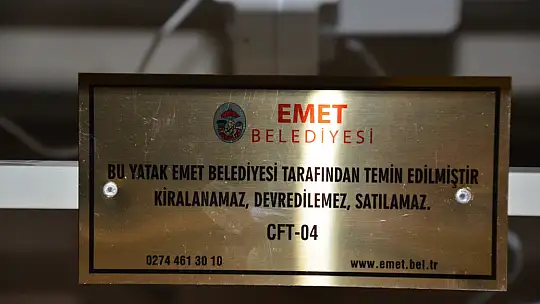 EMET
BELEDİYESİ
BU YATAK EMET BELEDİYESİ TARAFINDAN TEMİN EDİLMİŞTİR
KİRALANAMAZ, DEVREDİLEMEZ, SATILAMAZ.
CFT-04
0274 461 30 10 www.emet.bel.tr